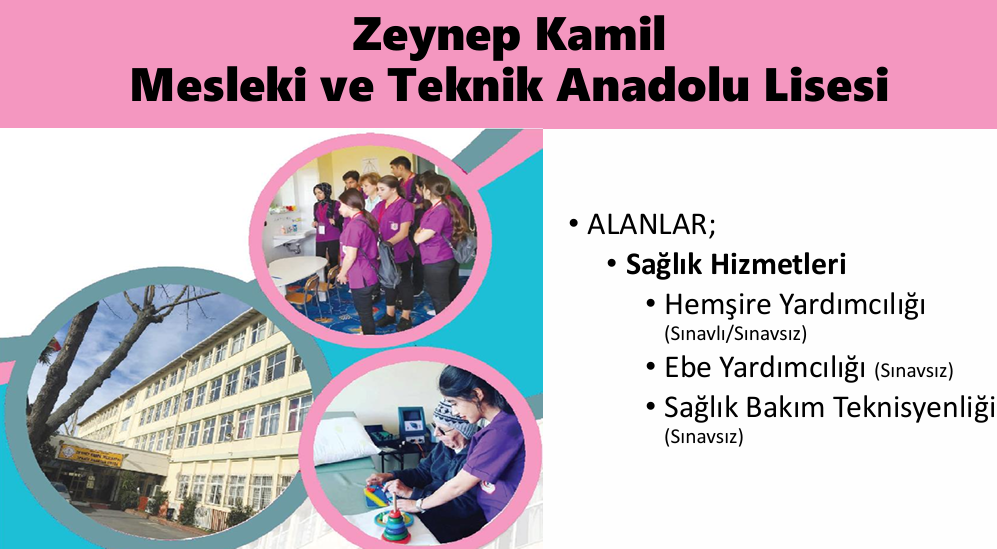 Zeynep Kamil
Mesleki ve Teknik Anadolu Lisesi
• ALANLAR;
• Sağlık Hizmetleri
• Hemşire Yardımcılığı
(Sınavlı/Sınavsız)
• Ebe Yardımcılığı (Sınavsız)
• Sağlık Bakım Teknisyenliği
(Sınavsız)